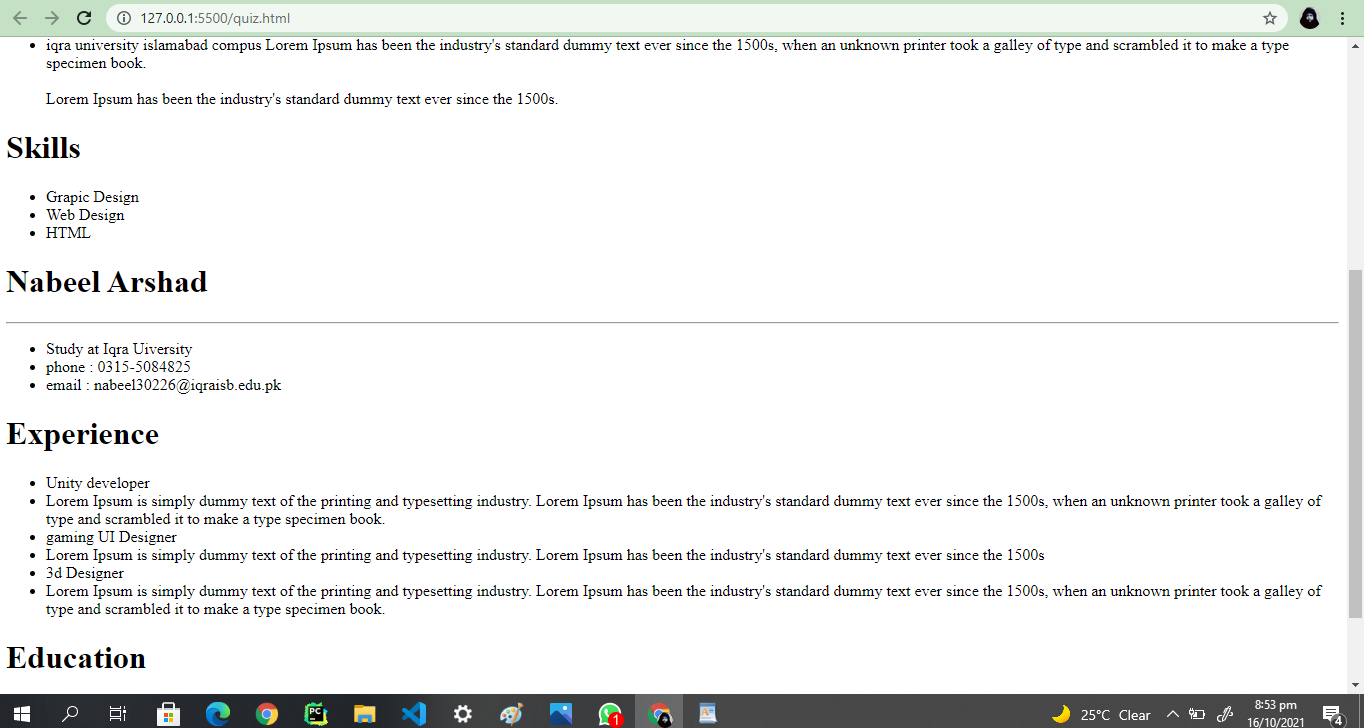 127.0.0.1:5500/quiz.html
iqra university islamabad compus Lorem Ipsum has been the industry's standard dummy text ever since the 1500s, when an unknown printer took a galley of type and scrambled it to make a type
specimen book.
Lorem Ipsum has been the industry's standard dummy text ever since the 1500s.
Skills
Grapic Design
Web Design
HTML
Nabeel Arshad
Study at Iqra Uiversity
phone : 0315-5084825
email : nabeel30226@iqraisb.edu.pk
Experience
Unity developer
Lorem Ipsum is simply dummy text of the printing and typesetting industry. Lorem Ipsum has been the industry's standard dummy text ever since the 1500s, when an unknown printer took a galley of
type and scrambled it to make a type specimen book.
gaming UI Designer
Lorem Ipsum is simply dummy text of the printing and typesetting industry. Lorem Ipsum has been the industry's standard dummy text ever since the 1500s
3d Designer
Lorem Ipsum is simply dummy text of the printing and typesetting industry. Lorem Ipsum has been the industry's standard dummy text ever since the 1500s, when an unknown printer took a galley of
type and scrambled it to make a type specimen book.
Education
PC
1
25°C Clear
8:53 pm
16/10/2021
4